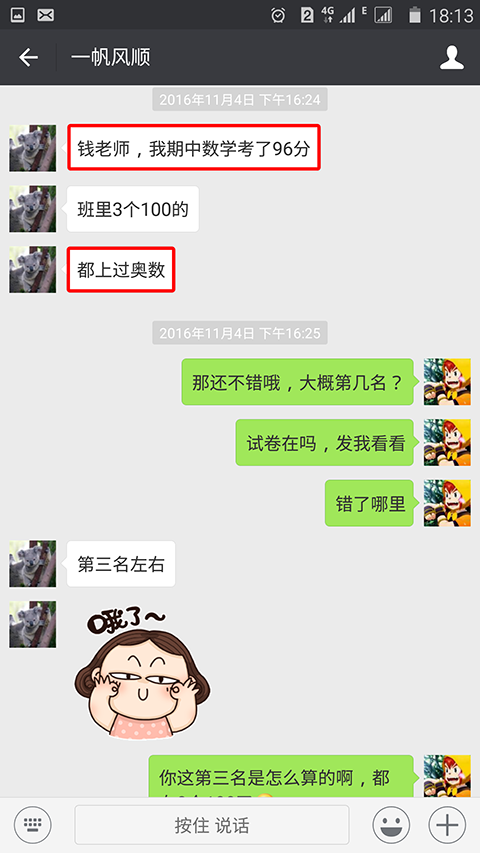 4G
E
2
18:13
一帆风顺
2016年11月4日 下午16:24
钱老师，我期中数学考了96分
班里3个100的
都上过奥数
2016年11月4日 下午16:25
那还不错哦，大概第几名？
试卷在吗，发我看看
错了哪里
第三名左右
哦了～
你这第三名是怎么算的啊，都
按住 说话